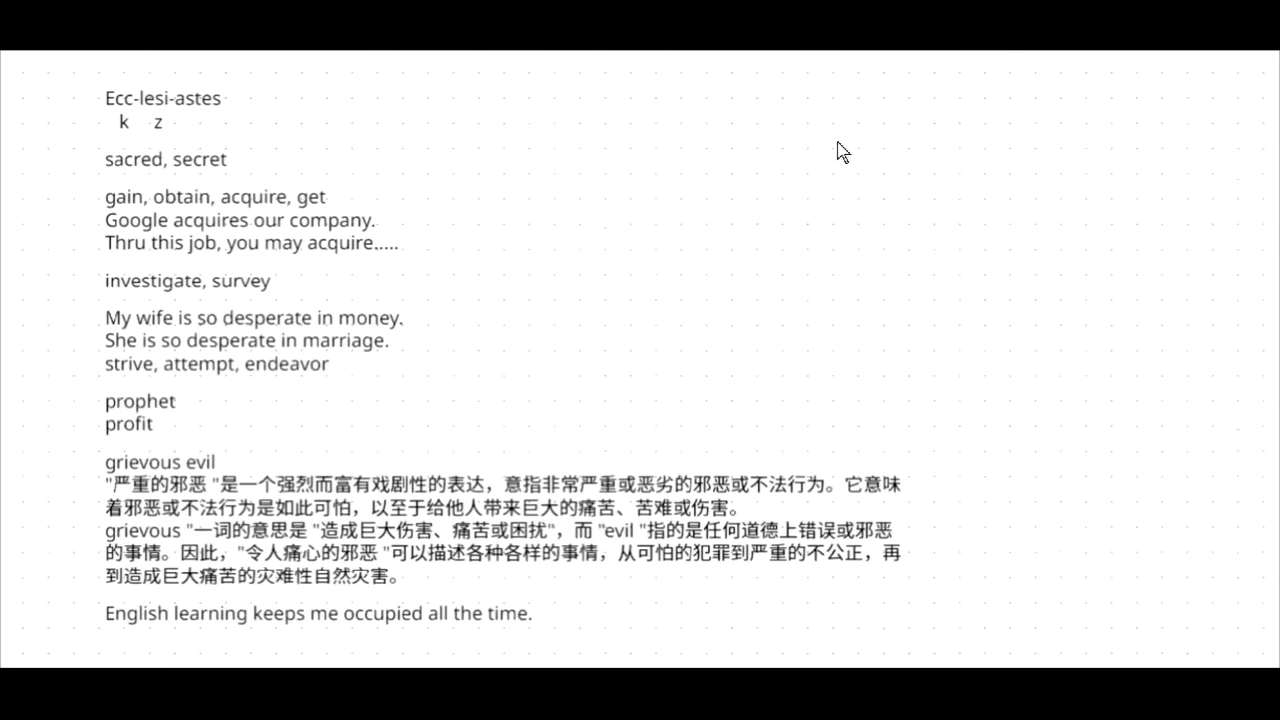 Ecc-lesi-astes
k z
sacred, secret
gain, obtain, acquire, get
Google acquires our company.
Thru this job, you may acquire.....
investigate, survey
My wife is so desperate in money.
She is so desperate in marriage.
strive, attempt, endeavor
prophet
profit
grievous evil
"严重的邪恶 "是一个强烈而富有戏剧性的表达，意指非常严重或恶劣的邪恶或不法行为。它意味
着邪恶或不法行为是如此可怕，以至于给他人带来巨大的痛苦、苦难或伤害。
grievous "一词的意思是 "造成巨大伤害、痛苦或困扰"，而 "evil "指的是任何道德上错误或邪恶
的事情。因此，"令人痛心的邪恶 "可以描述各种各样的事情，从可怕的犯罪到严重的不公正，再
到造成巨大痛苦的灾难性自然灾害。
English learning keeps me occupied all the time.